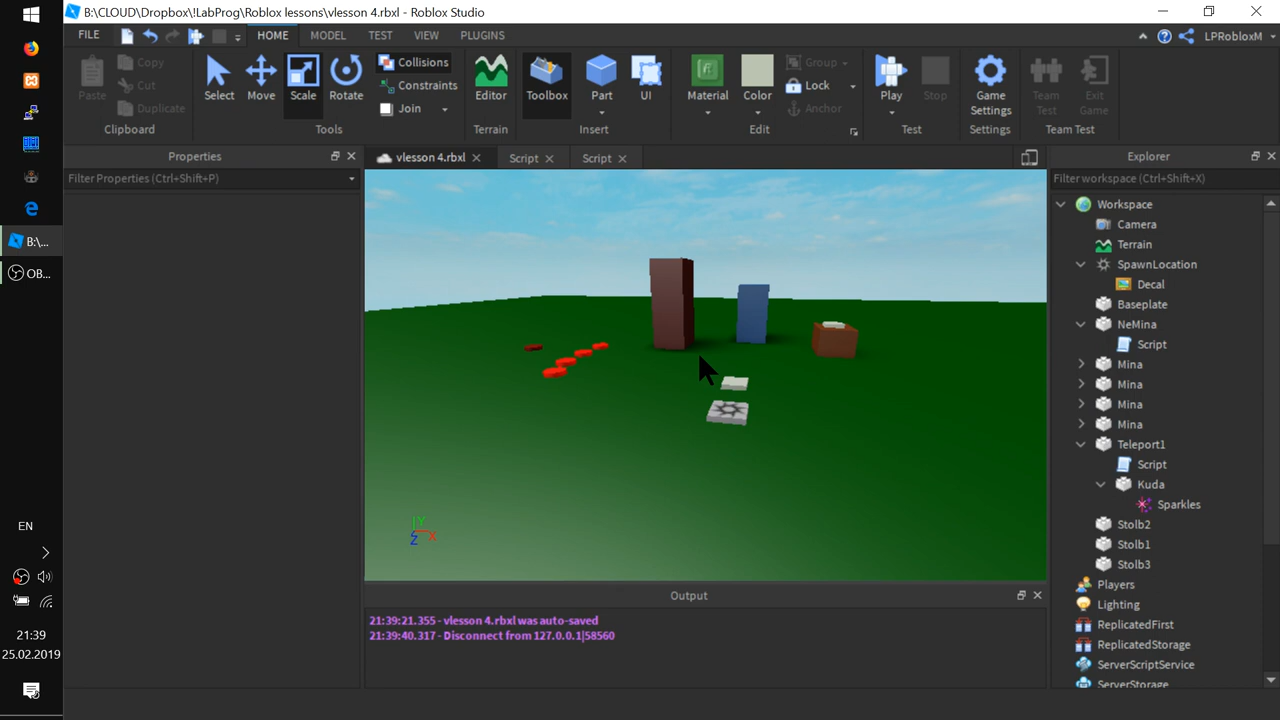 B:\CLOUD\Dropbox\!LabProg\Roblox lessons\vlesson 4.rbxl - Roblox Studio
FILE HOME MODEL TEST VIEW PLUGINS LPRobloxM
Paste Copy Cut Duplicate
Select Move Scale Rotate Collisions Constraints Join
Editor Toolbox Part UI
Material Color Group Lock Anchor
Play Stop Game Settings Team Test Exit Game
Clipboard Tools Terrain Insert Edit Test Settings Team Test
Properties
Filter Properties (Ctrl+Shift+P)
vlesson 4.rbxl Script Script
Y
Z X
Output
21:39:21.355 - vlesson 4.rbxl was auto-saved
21:39:40.317 - Disconnect from 127.0.0.1|58560
Explorer
Filter workspace (Ctrl+Shift+X)
Workspace
Camera
Terrain
SpawnLocation
Decal
Baseplate
NeMina
Script
Mina
Mina
Mina
Mina
Teleport1
Script
Kuda
Sparkles
Stolb2
Stolb1
Stolb3
Players
Lighting
ReplicatedFirst
ReplicatedStorage
ServerScriptService
ServerStorage
B:\...
OB...
EN
21:39
25.02.2019